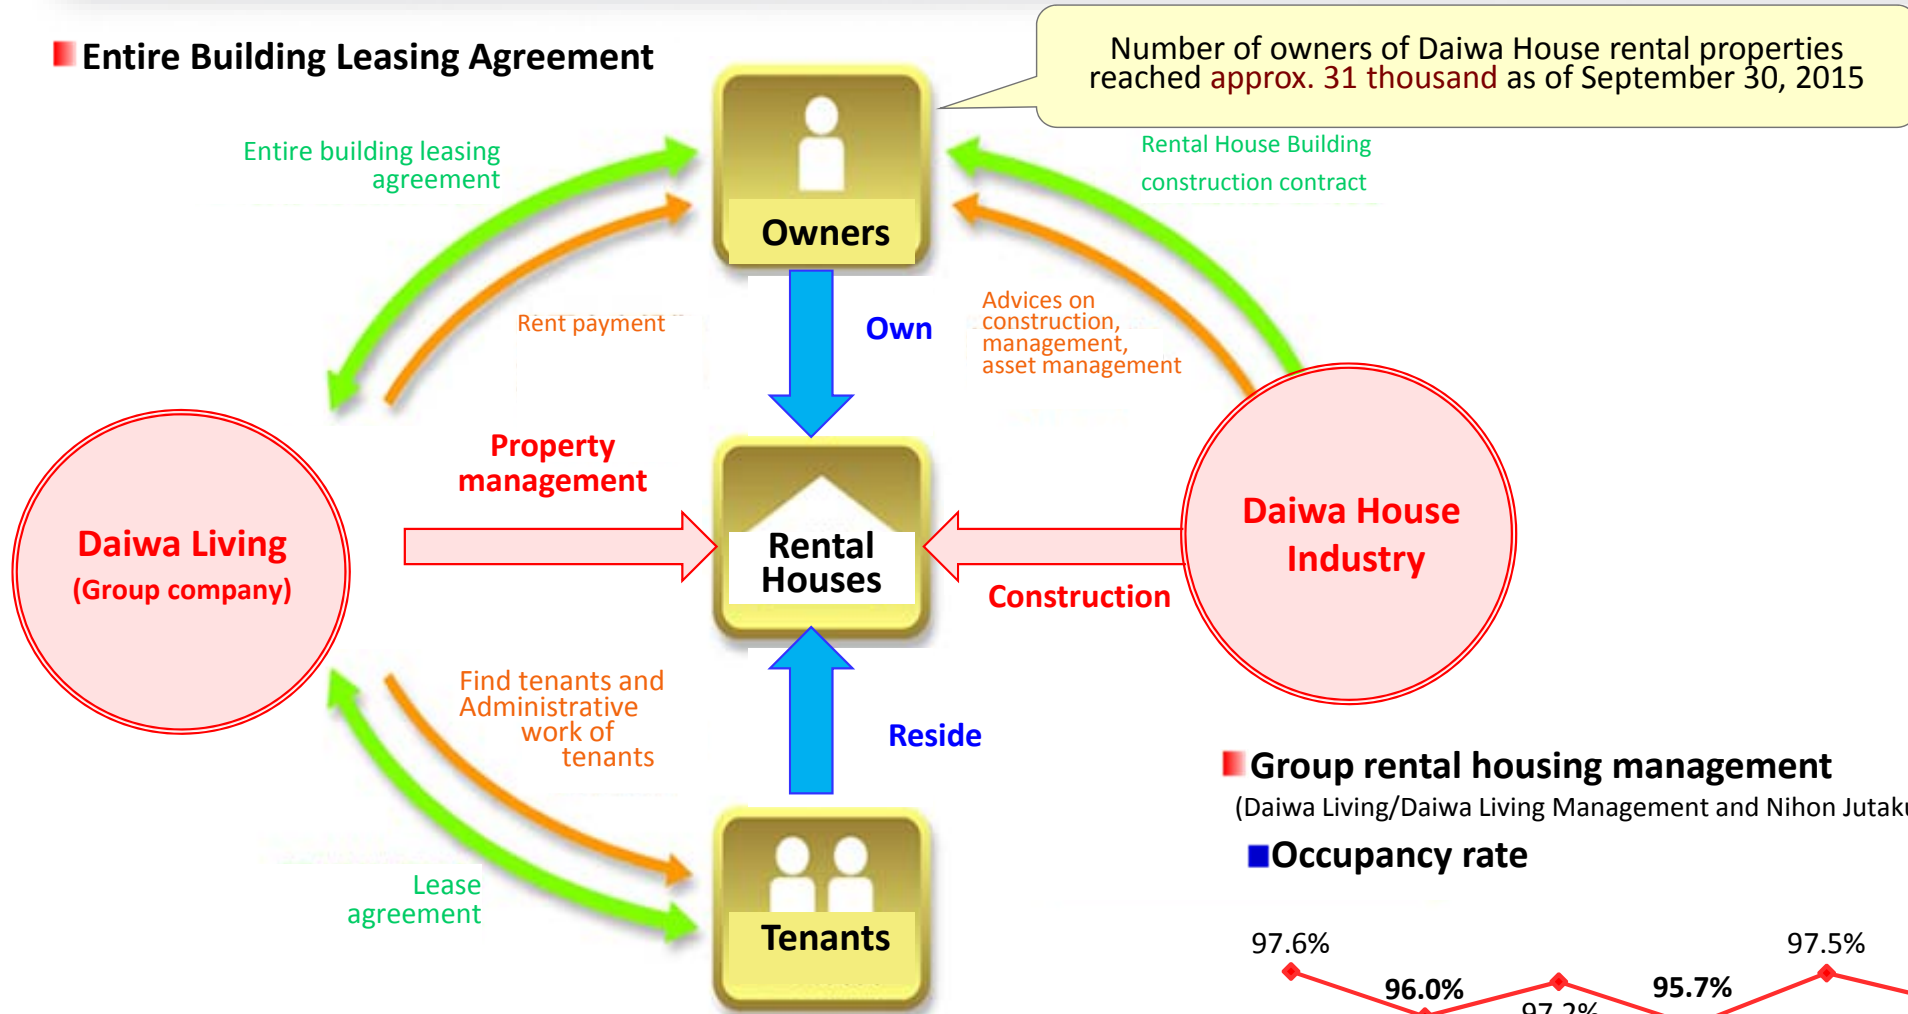 Entire Building Leasing Agreement
Number of owners of Daiwa House rental properties
reached approx. 31 thousand as of September 30, 2015
Entire building leasing
agreement
Rental House Building
construction contract
Owners
Rent payment
Own
Advices on
construction,
management,
asset management
Property
management
Daiwa Living
(Group company)
Rental
Houses
Daiwa House
Industry
Construction
Find tenants and
Administrative
work of
tenants
Reside
Lease
agreement
Tenants
Group rental housing management
(Daiwa Living/Daiwa Living Management and Nihon Jutaku
Occupancy rate
97.6%
96.0%
97.2%
95.7%
97.5%